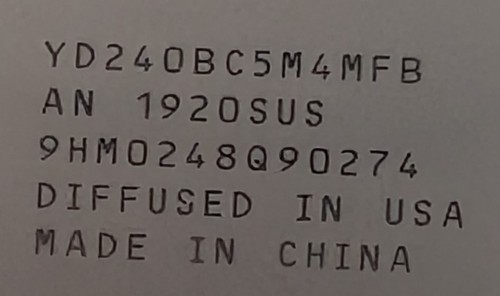 YD240BC5M4MFB
AN 1920SUS
9HM0248Q90274
DIFFUSED IN USA
MADE IN CHINA